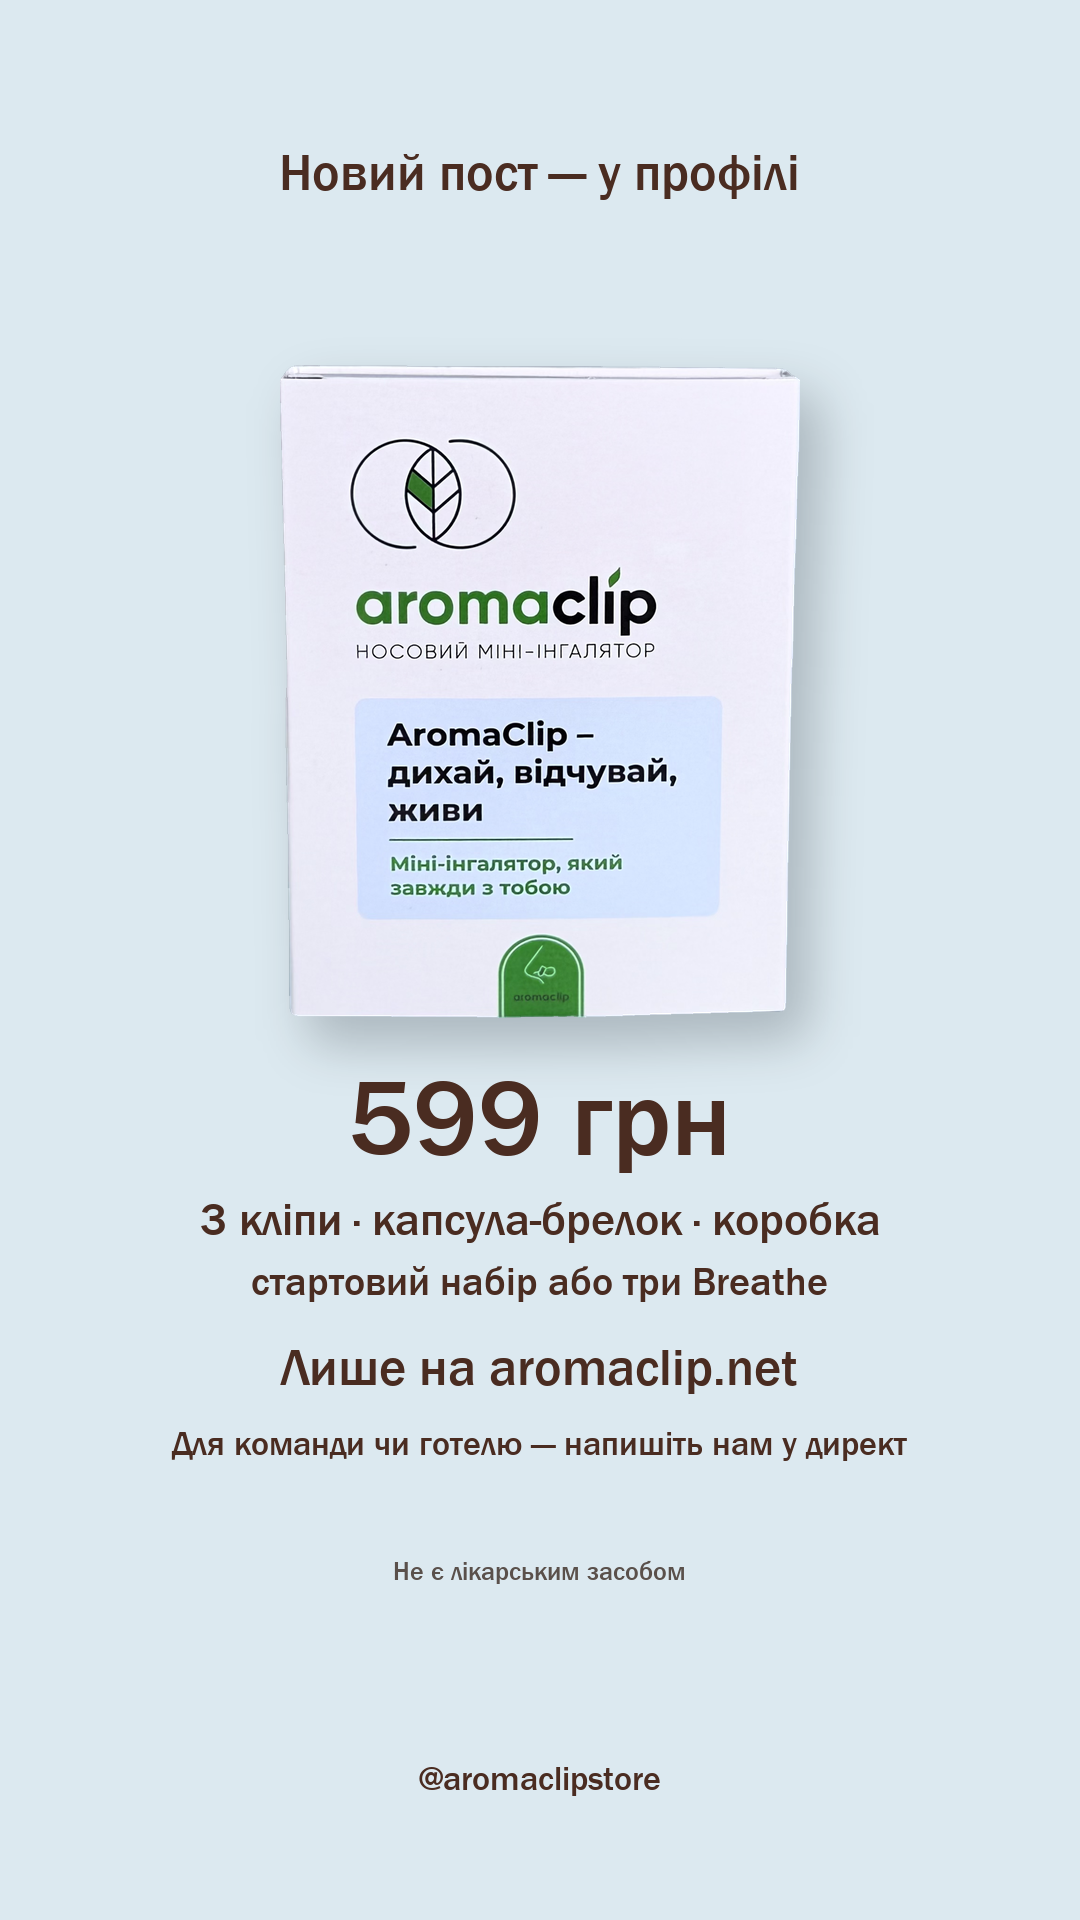 Новий пост — у профілі
aromaclip
НОСОВИЙ МІНІ-ІНГАЛЯТОР
AromaClip –
дихай, відчувай,
живи
Міні-інгалятор, який
завжди з тобою
aromaclip
599 грн
3 кліпи · капсула-брелок · коробка
стартовий набір або три Breathe
Лише на aromaclip.net
Для команди чи готелю — напишіть нам у директ
Не є лікарським засобом
@aromaclipstore